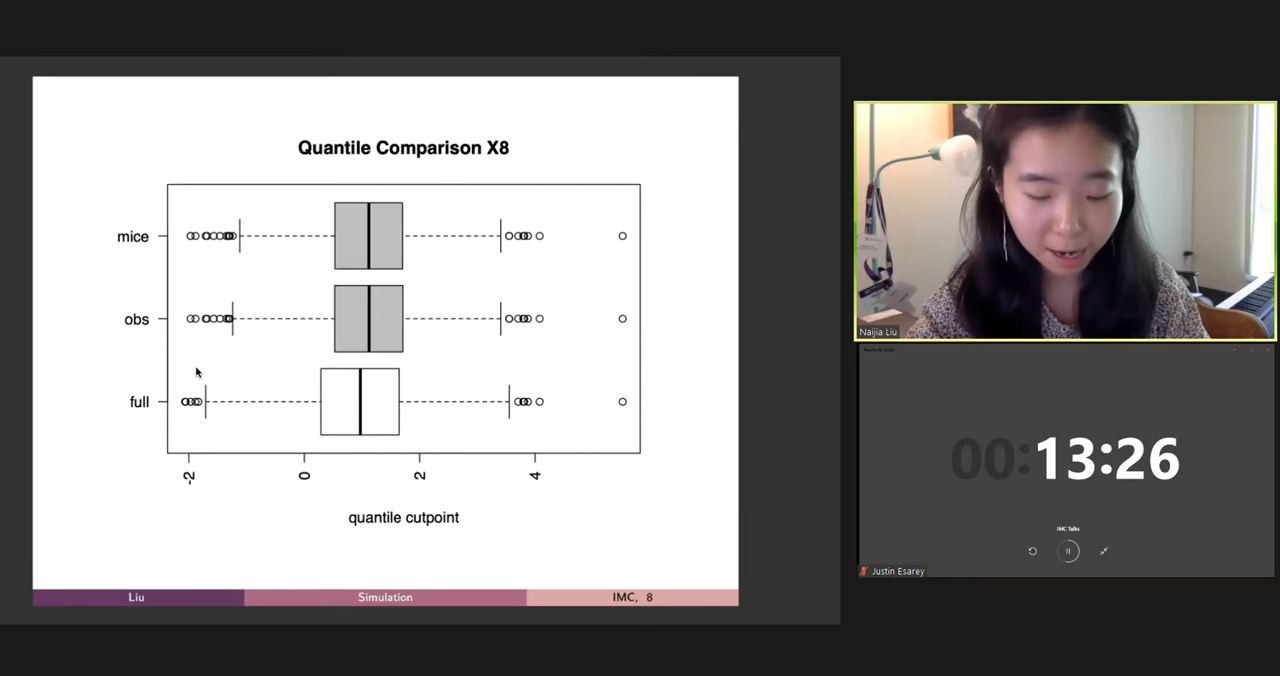 Quantile Comparison X8
mice
obs
full
-2
0
2
4
quantile cutpoint
Liu
Simulation
IMC, 8
Naijia Liu
00:13:26
IMC Talks
Justin Esarey